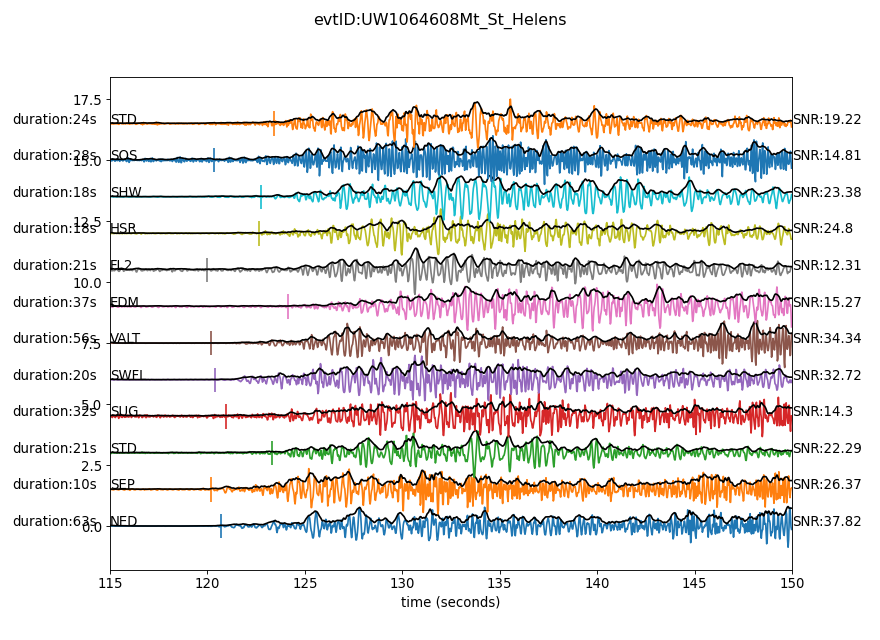 evtID:UW1064608Mt_St_Helens
17.5
duration:24s STD SNR:19.22
duration:28s SOS SNR:14.81
15.0
duration:18s SHW SNR:23.38
12.5
duration:18s HSR SNR:24.8
duration:21s FL2 SNR:12.31
10.0
duration:37s EDM SNR:15.27
duration:56s VALT SNR:34.34
7.5
duration:20s SWFL SNR:32.72
5.0
duration:32s SUG SNR:14.3
duration:21s STD SNR:22.29
2.5
duration:10s SEP SNR:26.37
duration:63s NED SNR:37.82
0.0
115 120 125 130 135 140 145 150
time (seconds)